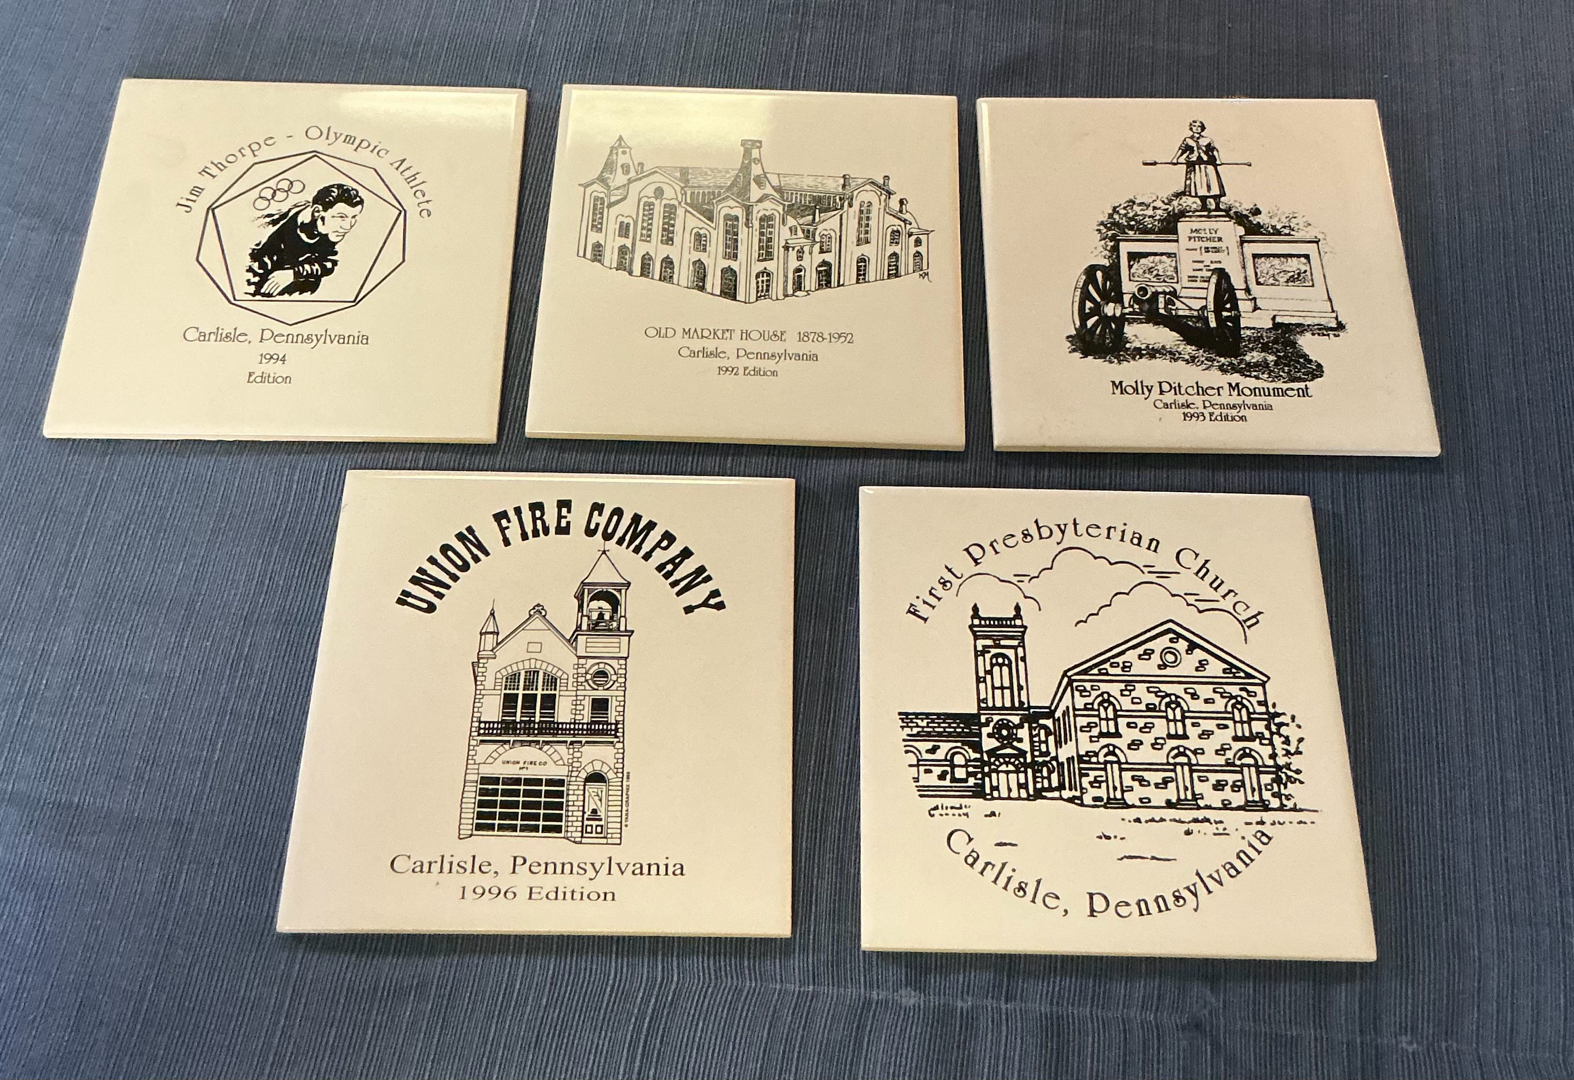 Jim Thorpe - Olympic Athlete
Carlisle, Pennsylvania
1994
Edition
KM
OLD MARKET HOUSE 1878-1952
Carlisle, Pennsylvania
1992 Edition
MOLLY
PITCHER
Molly Pitcher Monument
Carlisle, Pennsylvania
1993 Edition
UNION FIRE COMPANY
UNION FIRE CO
Carlisle, Pennsylvania
1996 Edition
First Presbyterian Church
Carlisle, Pennsylvania